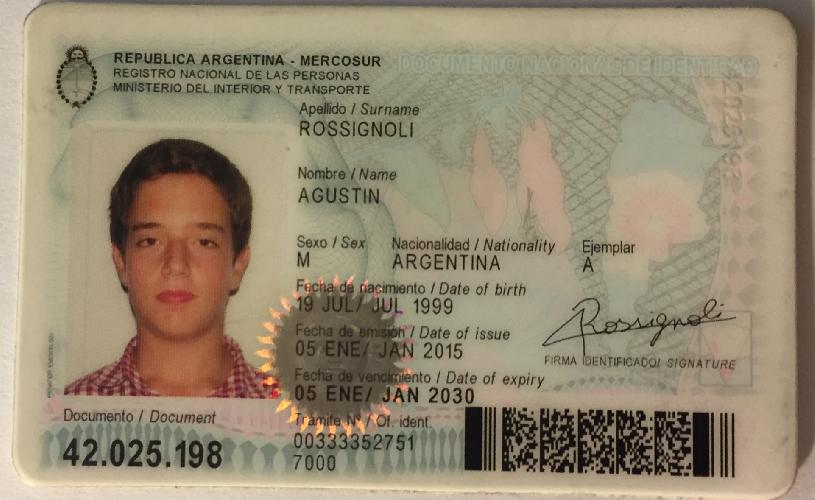 REPUBLICA ARGENTINA - MERCOSUR
REGISTRO NACIONAL DE LAS PERSONAS
MINISTERIO DEL INTERIOR Y TRANSPORTE
DOCUMENTO NACIONAL DE IDENTIDAD
Apellido / Surname
ROSSIGNOLI
Nombre / Name
AGUSTIN
Sexo / Sex Nacionalidad / Nationality Ejemplar
M ARGENTINA A
Fecha de nacimiento / Date of birth
19 JUL/ JUL 1999
Fecha de emisión / Date of issue
05 ENE/ JAN 2015
Rossignoli
FIRMA IDENTIFICADO/ SIGNATURE
Fecha de vencimiento / Date of expiry
05 ENE/ JAN 2030
Documento / Document
42.025.198
Trámite Nº / Of. ident.
00333352751
7000